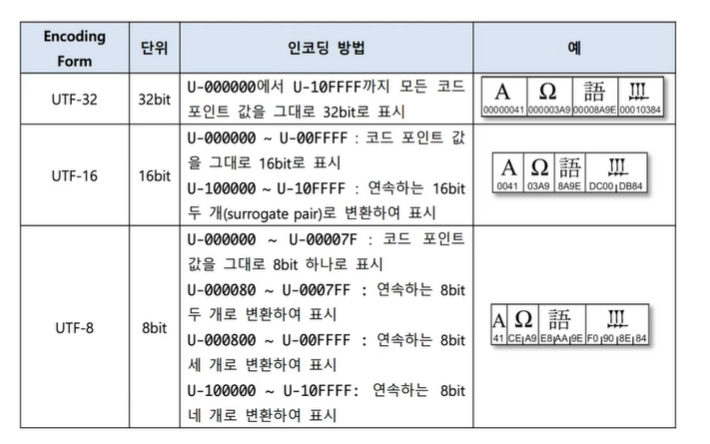 Encoding Form 단위 인코딩 방법 예
UTF-32 32bit
U-000000에서 U-10FFFF까지 모든 코드
포인트 값을 그대로 32bit로 표시
A Ω 語 𐎄
00000041 000003A9 00008A9E 00010384
UTF-16 16bit
U-000000 ~ U-00FFFF : 코드 포인트 값
을 그대로 16bit로 표시
U-100000 ~ U-10FFFF : 연속하는 16bit
두 개(surrogate pair)로 변환하여 표시
A Ω 語 𐎄
0041 03A9 8A9E DC00 DB84
UTF-8 8bit
U-000000 ~ U-00007F : 코드 포인트
값을 그대로 8bit 하나로 표시
U-000080 ~ U-0007FF : 연속하는 8bit
두 개로 변환하여 표시
U-000800 ~ U-00FFFF : 연속하는 8bit
세 개로 변환하여 표시
U-100000 ~ U-10FFFF: 연속하는 8bit
네 개로 변환하여 표시
A Ω 語 𐎄
41 CE A9 E8 AA 9E F0 90 8E 84